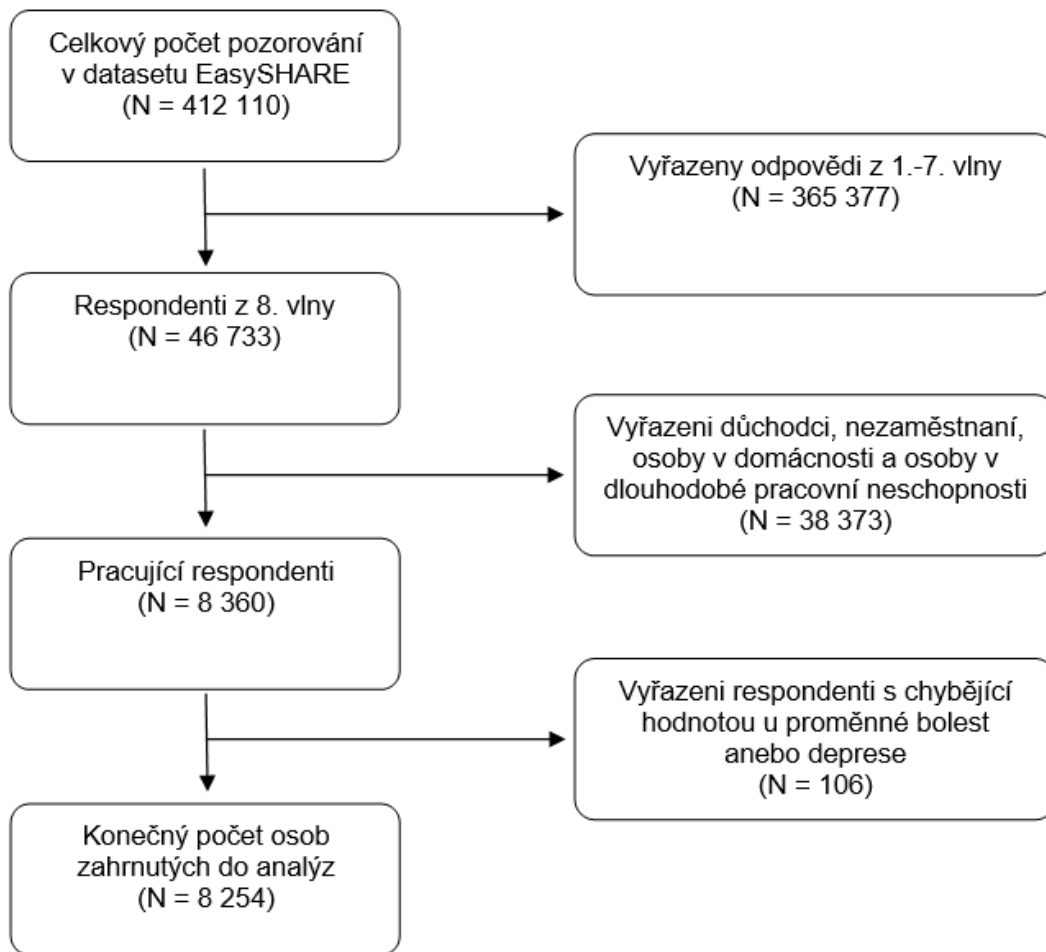 Celkový počet pozorování
v datasetu EasySHARE
(N = 412 110)
Vyřazeny odpovědi z 1.-7. vlny
(N = 365 377)
Respondenti z 8. vlny
(N = 46 733)
Vyřazeni důchodci, nezaměstnaní,
osoby v domácnosti a osoby v
dlouhodobé pracovní neschopnosti
(N = 38 373)
Pracující respondenti
(N = 8 360)
Vyřazeni respondenti s chybějící
hodnotou u proměnné bolest
anebo deprese
(N = 106)
Konečný počet osob
zahrnutých do analýz
(N = 8 254)